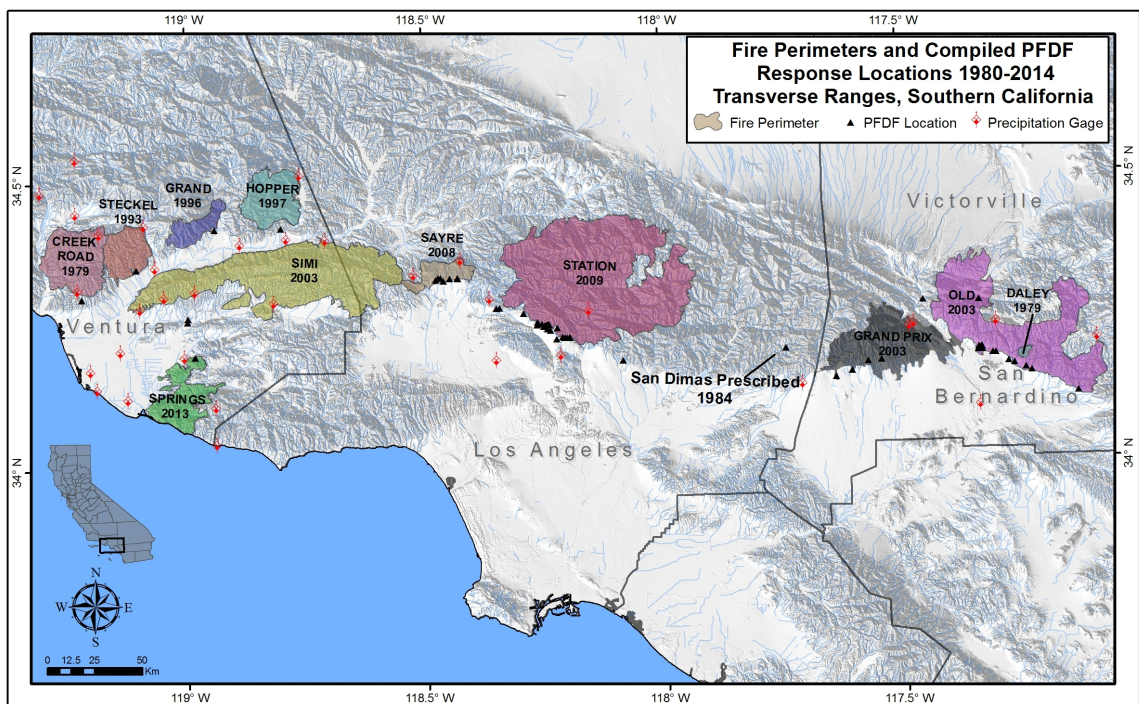 119° W
118.5° W
118° W
117.5° W
Fire Perimeters and Compiled PFDF
Response Locations 1980-2014
Transverse Ranges, Southern California
Fire Perimeter
PFDF Location
Precipitation Gage
34.5° N
34.5° N
Victorville
HOPPER
1997
GRAND
1996
STECKEL
1993
CREEK
ROAD
1979
SAYRE
2008
SIMI
2003
STATION
2009
OLD
2003
DALEY
1979
Ventura
GRAND PRIX
2003
San Dimas Prescribed
1984
San
Bernardino
SPRINGS
2013
Los Angeles
34° N
34° N
N
W
E
S
0 12.5 25 50
Km
119° W
118.5° W
118° W
117.5° W